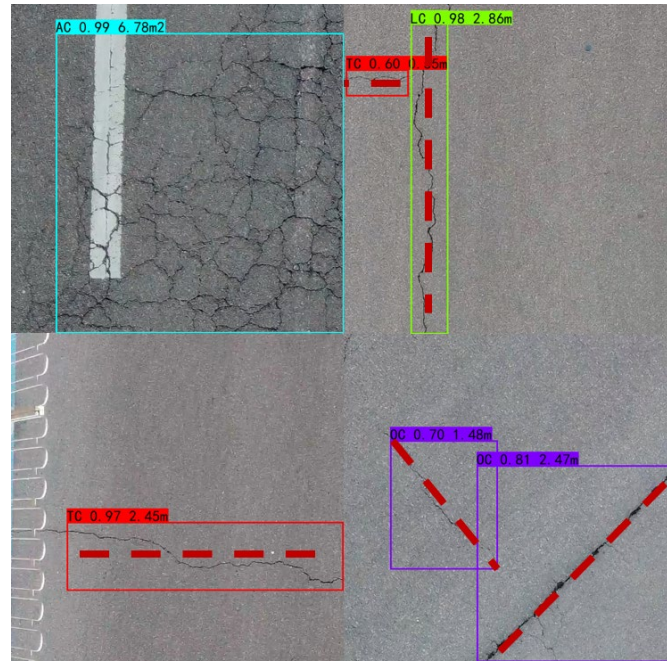 AC 0.99 6.78m2
LC 0.98 2.86m
TC 0.60
TC 0.97 2.45m
OC 0.70 1.48m
OC 0.81 2.47m